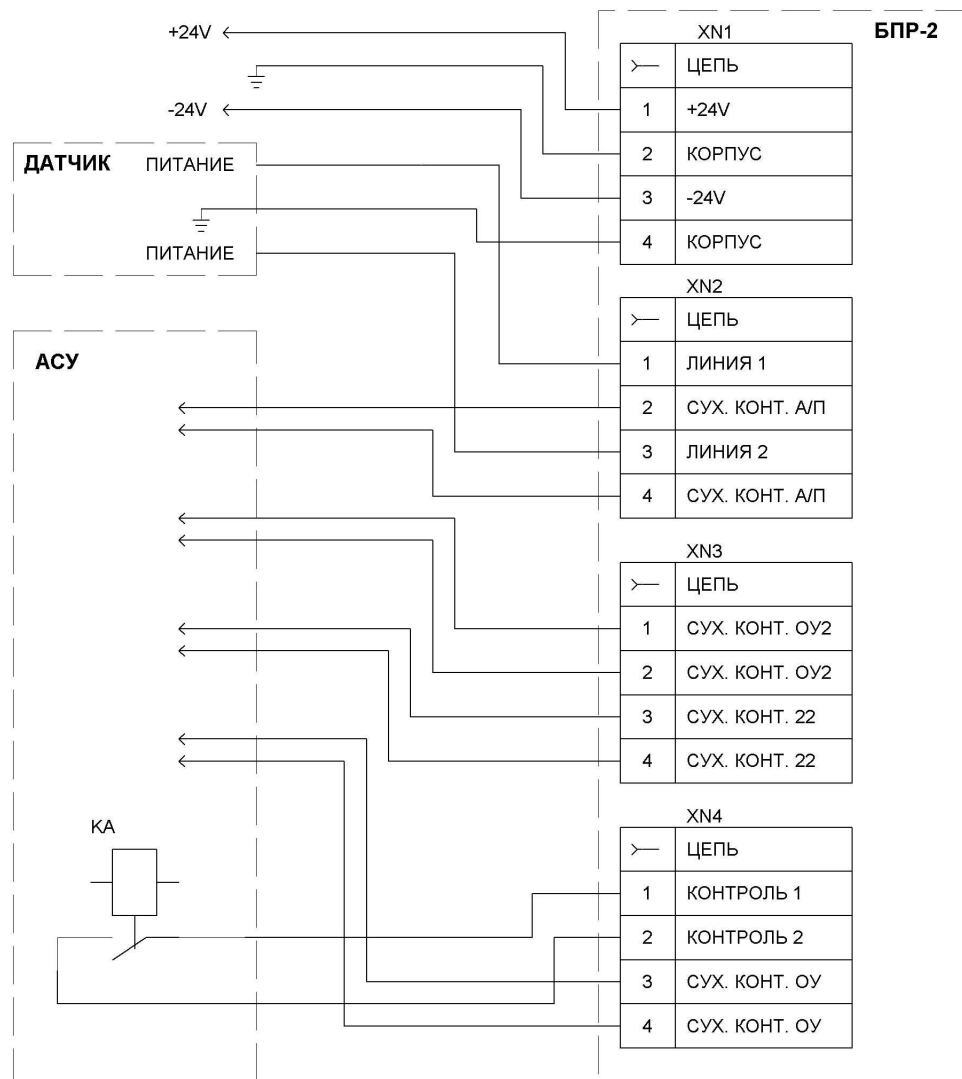 +24V
XN1
БПР-2
ЦЕПЬ
1 +24V
-24V
2 КОРПУС
ДАТЧИК ПИТАНИЕ
3 -24V
4 КОРПУС
ПИТАНИЕ
XN2
ЦЕПЬ
АСУ
1 ЛИНИЯ 1
2 СУХ. КОНТ. А/П
3 ЛИНИЯ 2
4 СУХ. КОНТ. А/П
XN3
ЦЕПЬ
1 СУХ. КОНТ. ОУ2
2 СУХ. КОНТ. ОУ2
3 СУХ. КОНТ. 22
4 СУХ. КОНТ. 22
XN4
КА
ЦЕПЬ
1 КОНТРОЛЬ 1
2 КОНТРОЛЬ 2
3 СУХ. КОНТ. ОУ
4 СУХ. КОНТ. ОУ